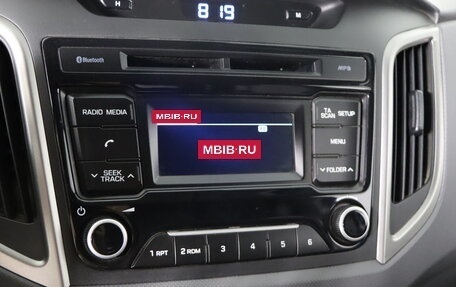 H 8:19 M
Bluetooth MP3
RADIO MEDIA MBIB.RU TA SCAN SETUP
MENU
MBIB.RU
SEEK TRACK FOLDER
1 RPT 2 RDM 3 4 5 6